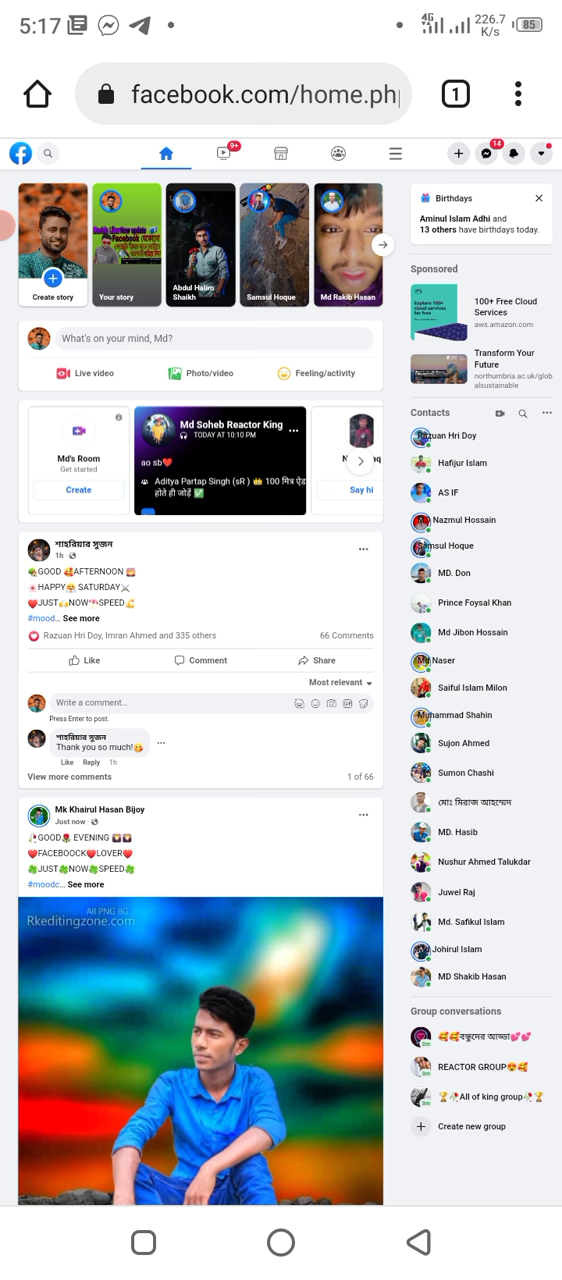 5:17
4G
226.7
K/s
85
facebook.com/home.ph
1
9+
14
Create story
Your story
Abdul Halim
Shaikh
Samsul Hoque
Md Rakib Hasan
What's on your mind, Md?
Live video
Photo/video
Feeling/activity
Md's Room
Get started
Create
Md Soheb Reactor King
TODAY AT 10:10 PM
ao sb❤️
Aditya Partap Singh (sR ) 👑 100 मित्र ऐड
होते ही जोड़ें ✅
Say hi
শাহরিয়ার সুজন
1h
GOOD 🥰AFTERNOON 🌅
🌸HAPPY🤗 SATURDAY⚔️
❤️JUST🙌NOW SPEED💪
#mood... See more
Razuan Hri Doy, Imran Ahmed and 335 others
66 Comments
Like
Comment
Share
Most relevant
Write a comment...
Press Enter to post.
শাহরিয়ার সুজন
Thank you so much!😘
Like Reply 1h
View more comments
1 of 66
Mk Khairul Hasan Bijoy
Just now
🥀GOOD🌹 EVENING 🌄🌄
❤️FACEBOOCK❤️LOVER❤️
🍀JUST🍀NOW🍀SPEED🍀
#moodc... See more
All PNG BG
Rkeditingzone.com
Birthdays
Aminul Islam Adhi and
13 others have birthdays today.
Sponsored
Explore 100+
free cloud
services
for free
100+ Free Cloud
Services
aws.amazon.com
Transform Your
Future
northumbria.ac.uk/glob
alsustainable
Contacts
Razuan Hri Doy
Hafijur Islam
AS IF
Nazmul Hossain
Samsul Hoque
MD. Don
Prince Foysal Khan
Md Jibon Hossain
Md Naser
Saiful Islam Milon
Muhammad Shahin
Sujon Ahmed
Sumon Chashi
মোঃ মিরাজ আহম্মেদ
MD. Hasib
Nushur Ahmed Talukdar
Juwel Raj
Md. Safikul Islam
Johirul Islam
MD Shakib Hasan
Group conversations
🥰🥰বন্ধুদের আড্ডা💕💕
REACTOR GROUP😍🥰
🏆🥀All of king group🥀🏆
Create new group